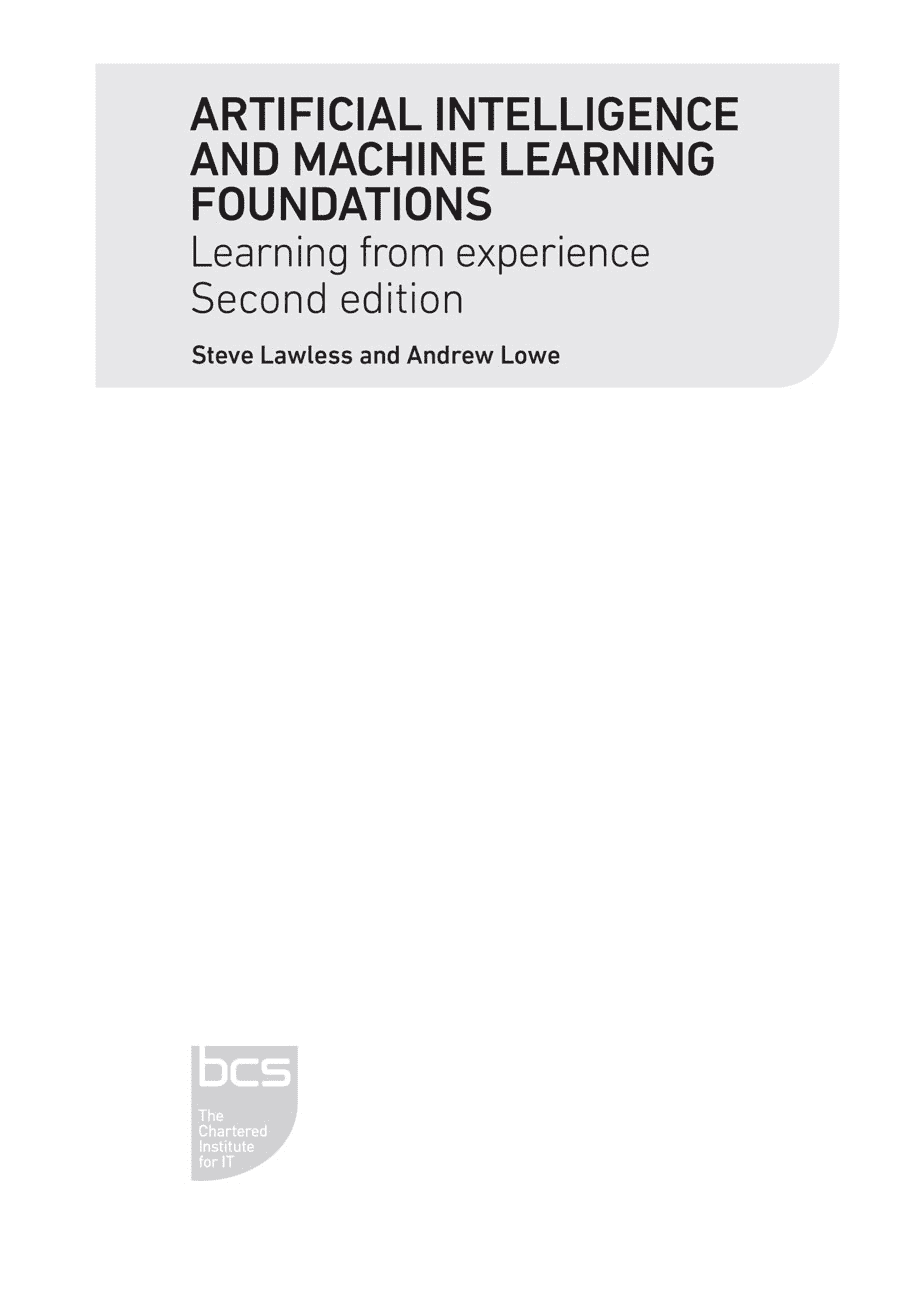 ARTIFICIAL INTELLIGENCE
AND MACHINE LEARNING
FOUNDATIONS
Learning from experience
Second edition
Steve Lawless and Andrew Lowe
bcs
The
Chartered
Institute
for IT